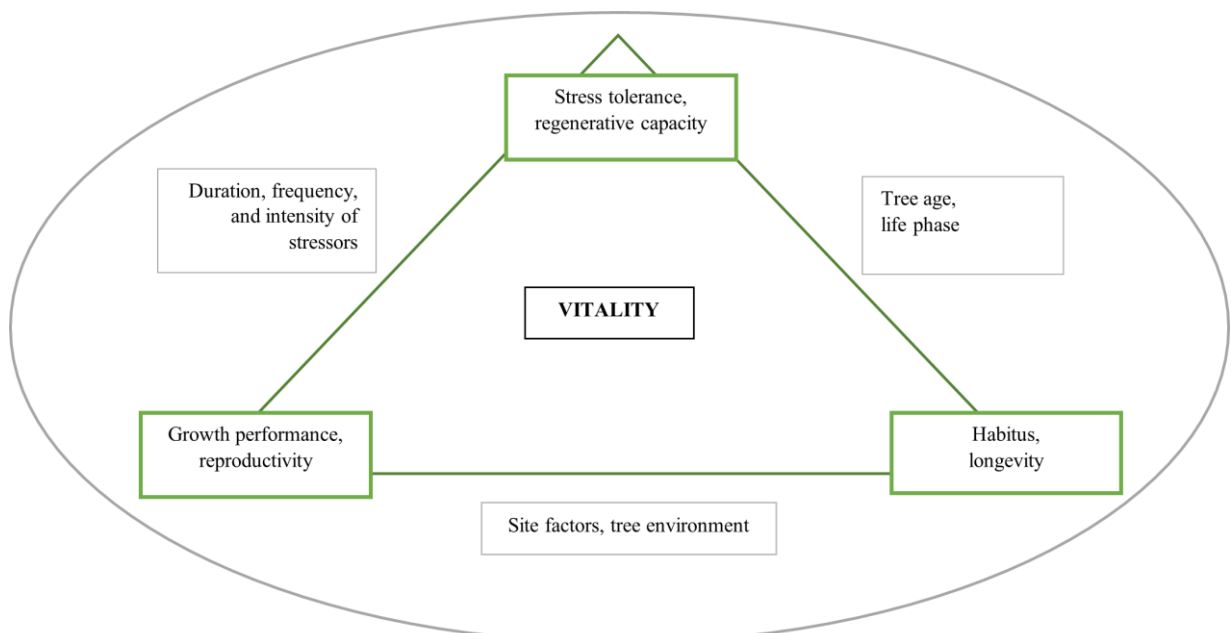 Stress tolerance,
regenerative capacity
Duration, frequency,
and intensity of
stressors
Tree age,
life phase
VITALITY
Growth performance,
reproductivity
Habitus,
longevity
Site factors, tree environment